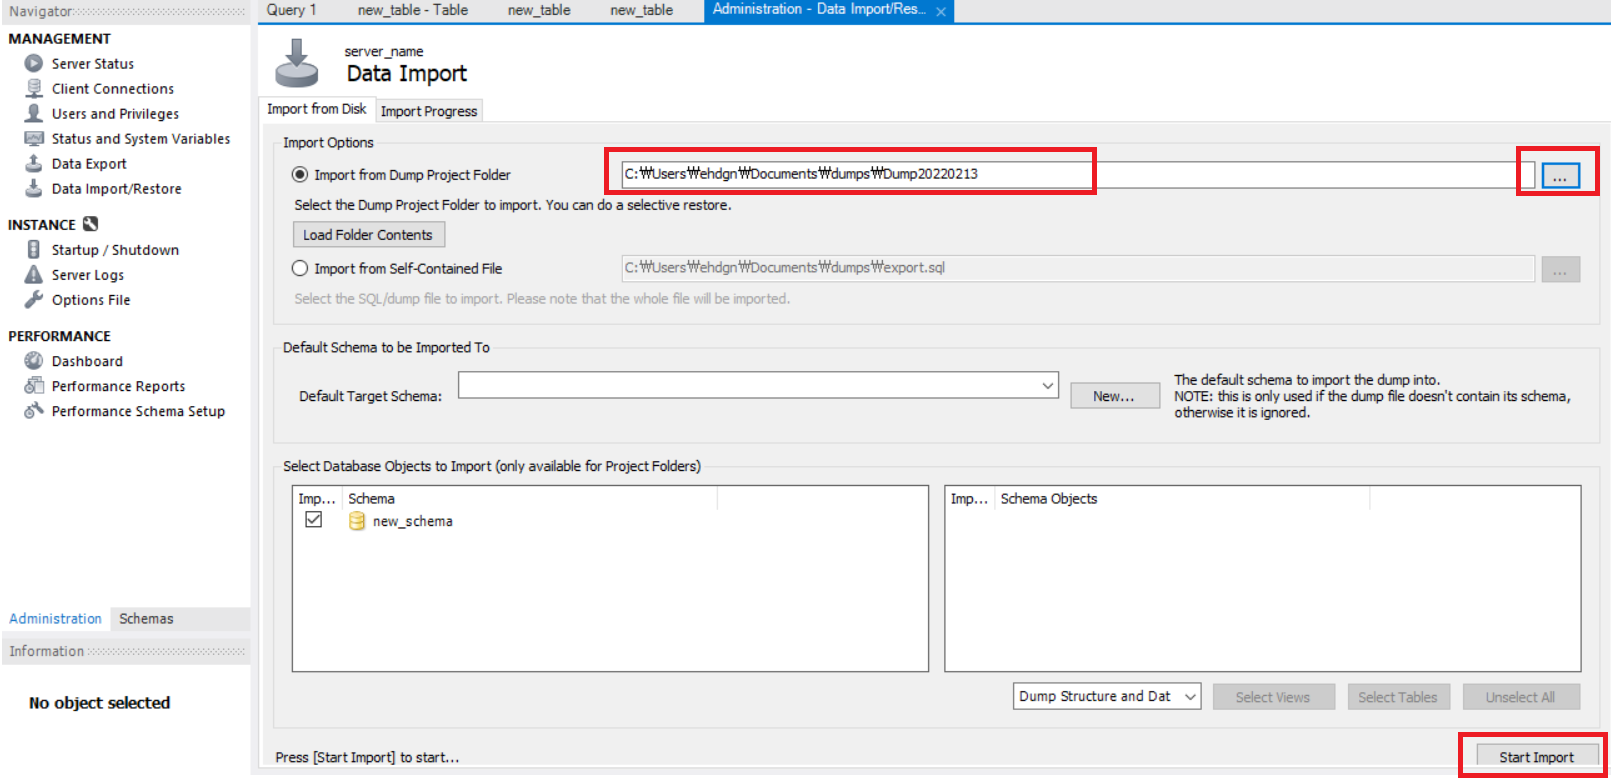 Navigator
Query 1
new_table - Table
new_table
new_table
Administration - Data Import/Res...
MANAGEMENT
Server Status
Client Connections
Users and Privileges
Status and System Variables
Data Export
Data Import/Restore
INSTANCE
Startup / Shutdown
Server Logs
Options File
PERFORMANCE
Dashboard
Performance Reports
Performance Schema Setup
Administration
Schemas
Information
No object selected
server_name
Data Import
Import from Disk
Import Progress
Import Options
Import from Dump Project Folder
C:₩Users₩ehdgn₩Documents₩dumps₩Dump20220213
...
Select the Dump Project Folder to import. You can do a selective restore.
Load Folder Contents
Import from Self-Contained File
C:₩Users₩ehdgn₩Documents₩dumps₩export.sql
...
Select the SQL/dump file to import. Please note that the whole file will be imported.
Default Schema to be Imported To
Default Target Schema:
New...
The default schema to import the dump into.
NOTE: this is only used if the dump file doesn't contain its schema,
otherwise it is ignored.
Select Database Objects to Import (only available for Project Folders)
Imp...
Schema
new_schema
Imp...
Schema Objects
Dump Structure and Dat
Select Views
Select Tables
Unselect All
Press [Start Import] to start...
Start Import